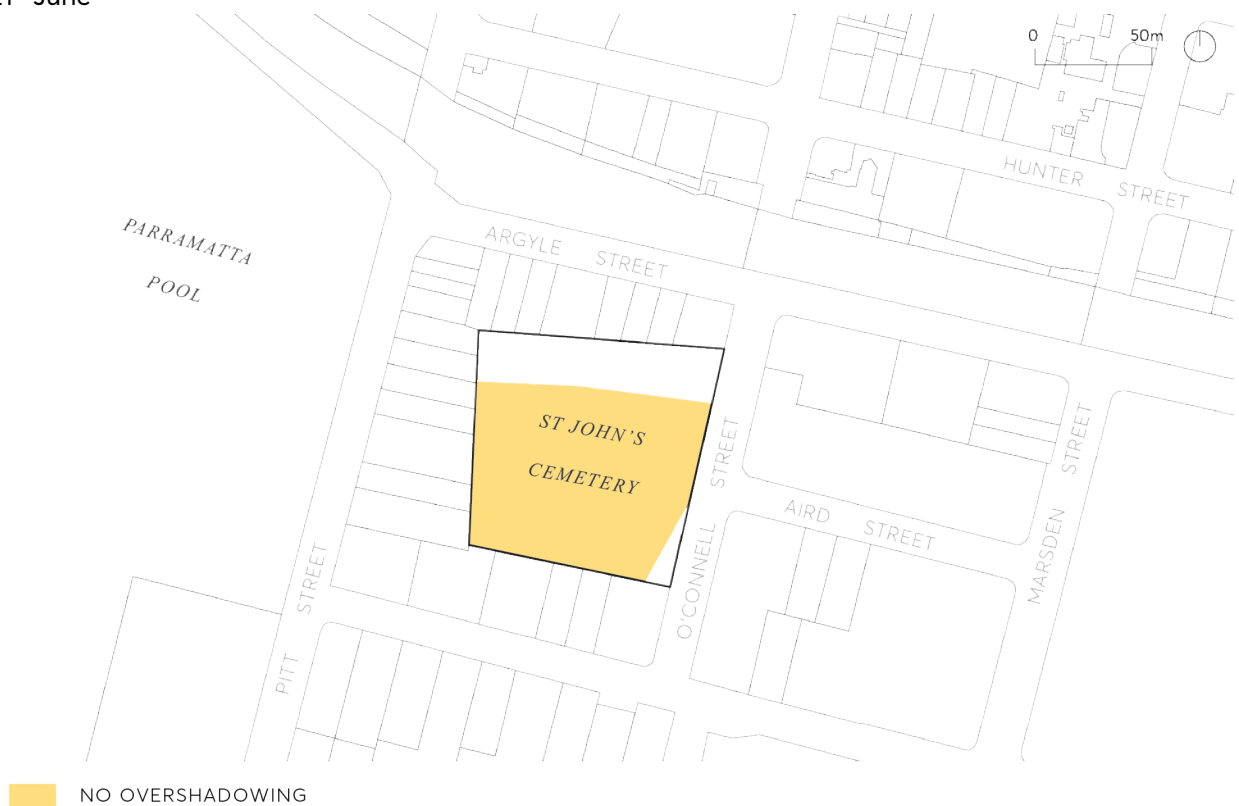 June
0 50m
HUNTER STREET
PARRAMATTA
POOL
ARGYLE STREET
ST JOHN'S
CEMETERY
STREET
O'CONNELL
AIRD STREET
MARSDEN STREET
PITT STREET
NO OVERSHADOWING